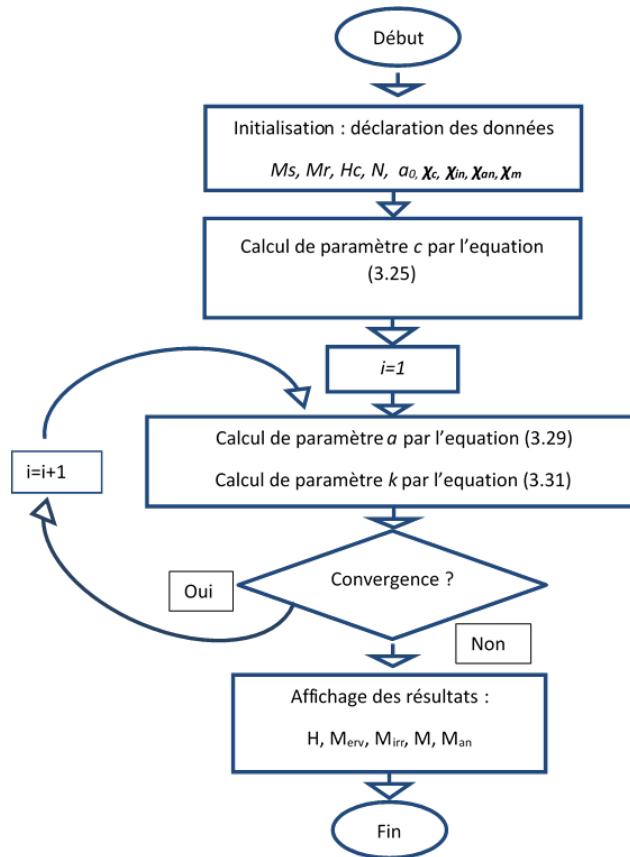 Début
Initialisation : déclaration des données
Ms, Mr, Hc, N, a0, χc, χin, χan, χm
Calcul de paramètre c par l'equation
(3.25)
i=1
Calcul de paramètre a par l'equation (3.29)
Calcul de paramètre k par l'equation (3.31)
i=i+1
Convergence ?
Oui
Non
Affichage des résultats :
H, Merv, Mirr, M, Man
Fin